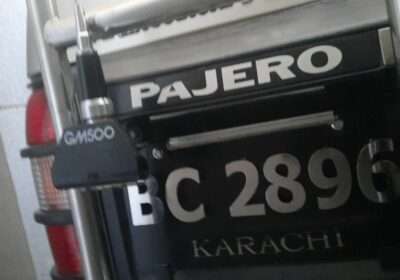 PAJERO
GM500
BC 2896
KARACHI